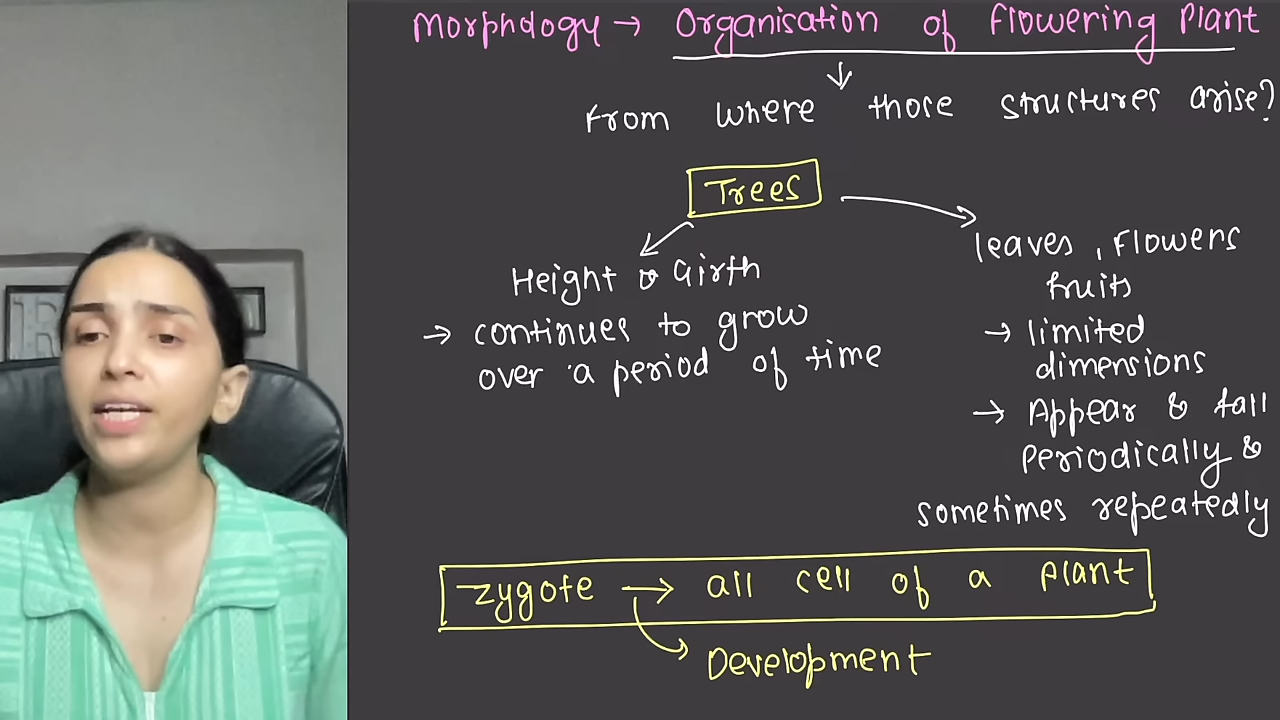 Morphology → Organisation of Flowering Plant
From where those structures arise?
Trees
Height & Girth
→ continues to grow
over a period of time
leaves, Flowers
fruits
→ limited
dimensions
→ Appear & fall
Periodically &
sometimes repeatedly
Zygote → all cell of a plant
Development